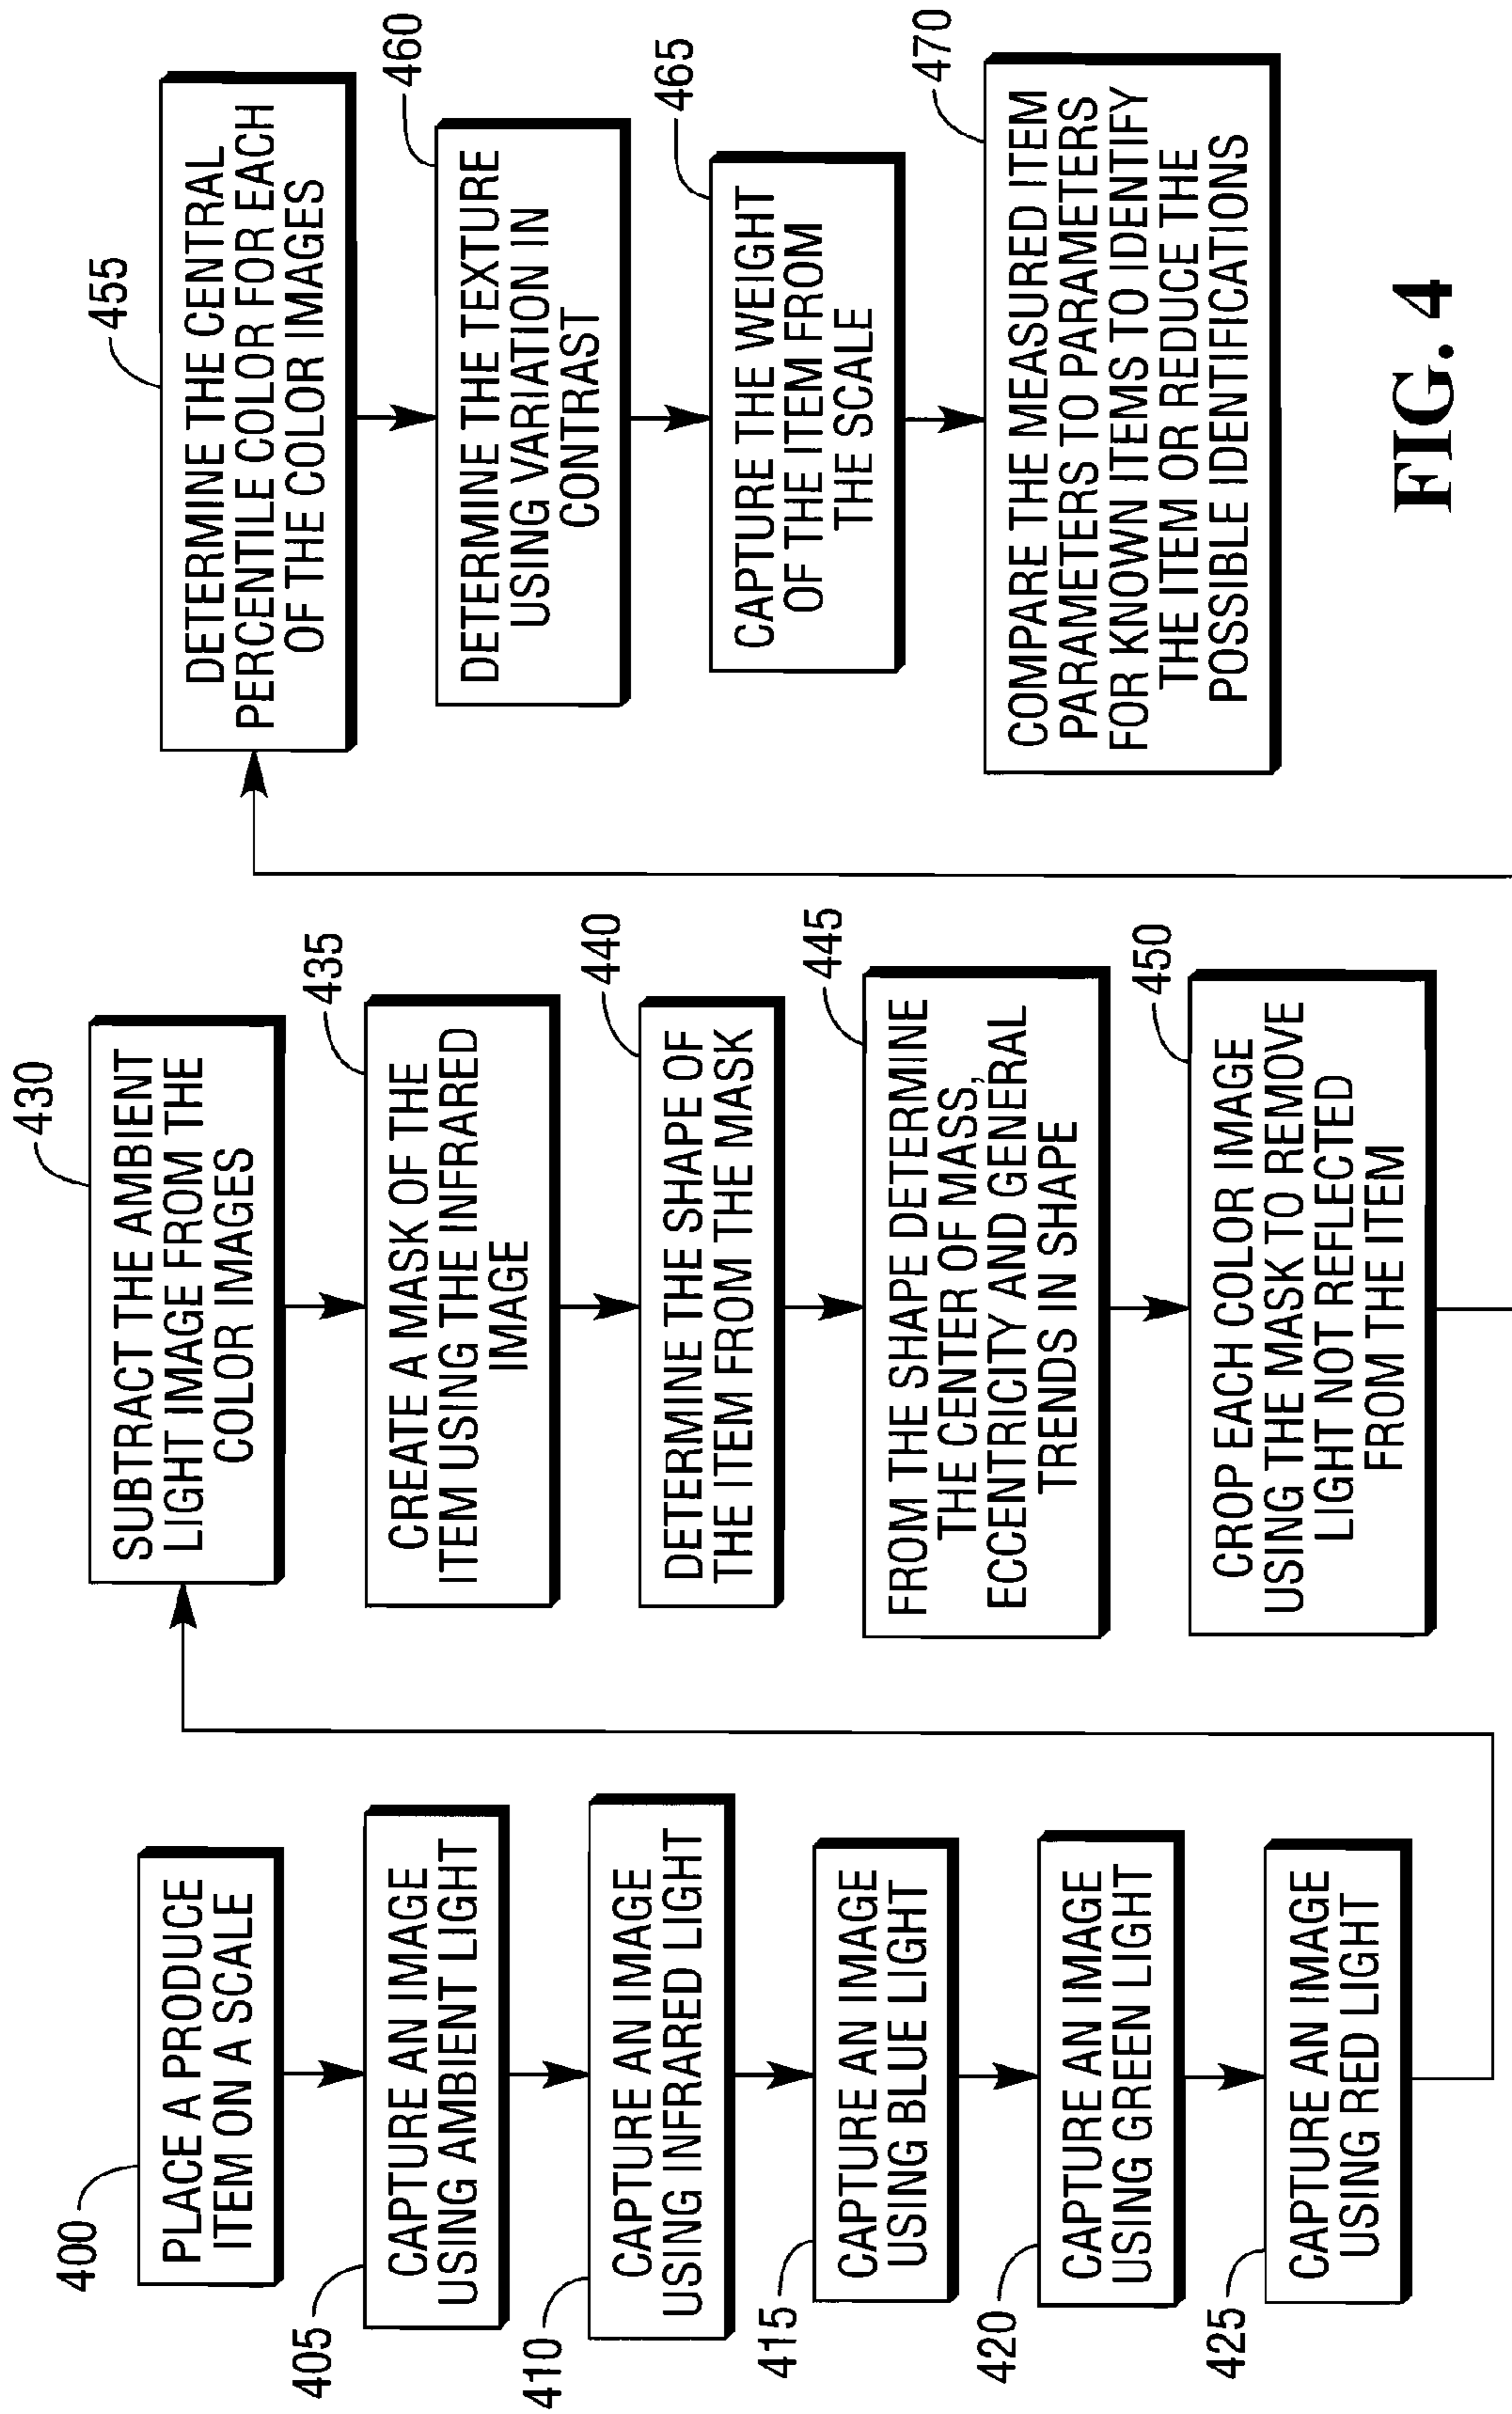 400
PLACE A PRODUCE
ITEM ON A SCALE
405
CAPTURE AN IMAGE
USING AMBIENT LIGHT
410
CAPTURE AN IMAGE
USING INFRARED LIGHT
415
CAPTURE AN IMAGE
USING BLUE LIGHT
420
CAPTURE AN IMAGE
USING GREEN LIGHT
425
CAPTURE AN IMAGE
USING RED LIGHT
430
SUBTRACT THE AMBIENT
LIGHT IMAGE FROM THE
COLOR IMAGES
435
CREATE A MASK OF THE
ITEM USING THE INFRARED
IMAGE
440
DETERMINE THE SHAPE OF
THE ITEM FROM THE MASK
445
FROM THE SHAPE DETERMINE
THE CENTER OF MASS,
ECCENTRICITY AND GENERAL
TRENDS IN SHAPE
450
CROP EACH COLOR IMAGE
USING THE MASK TO REMOVE
LIGHT NOT REFLECTED
FROM THE ITEM
455
DETERMINE THE CENTRAL
PERCENTILE COLOR FOR EACH
OF THE COLOR IMAGES
460
DETERMINE THE TEXTURE
USING VARIATION IN
CONTRAST
465
CAPTURE THE WEIGHT
OF THE ITEM FROM
THE SCALE
470
COMPARE THE MEASURED ITEM
PARAMETERS TO PARAMETERS
FOR KNOWN ITEMS TO IDENTIFY
THE ITEM OR REDUCE THE
POSSIBLE IDENTIFICATIONS
FIG. 4